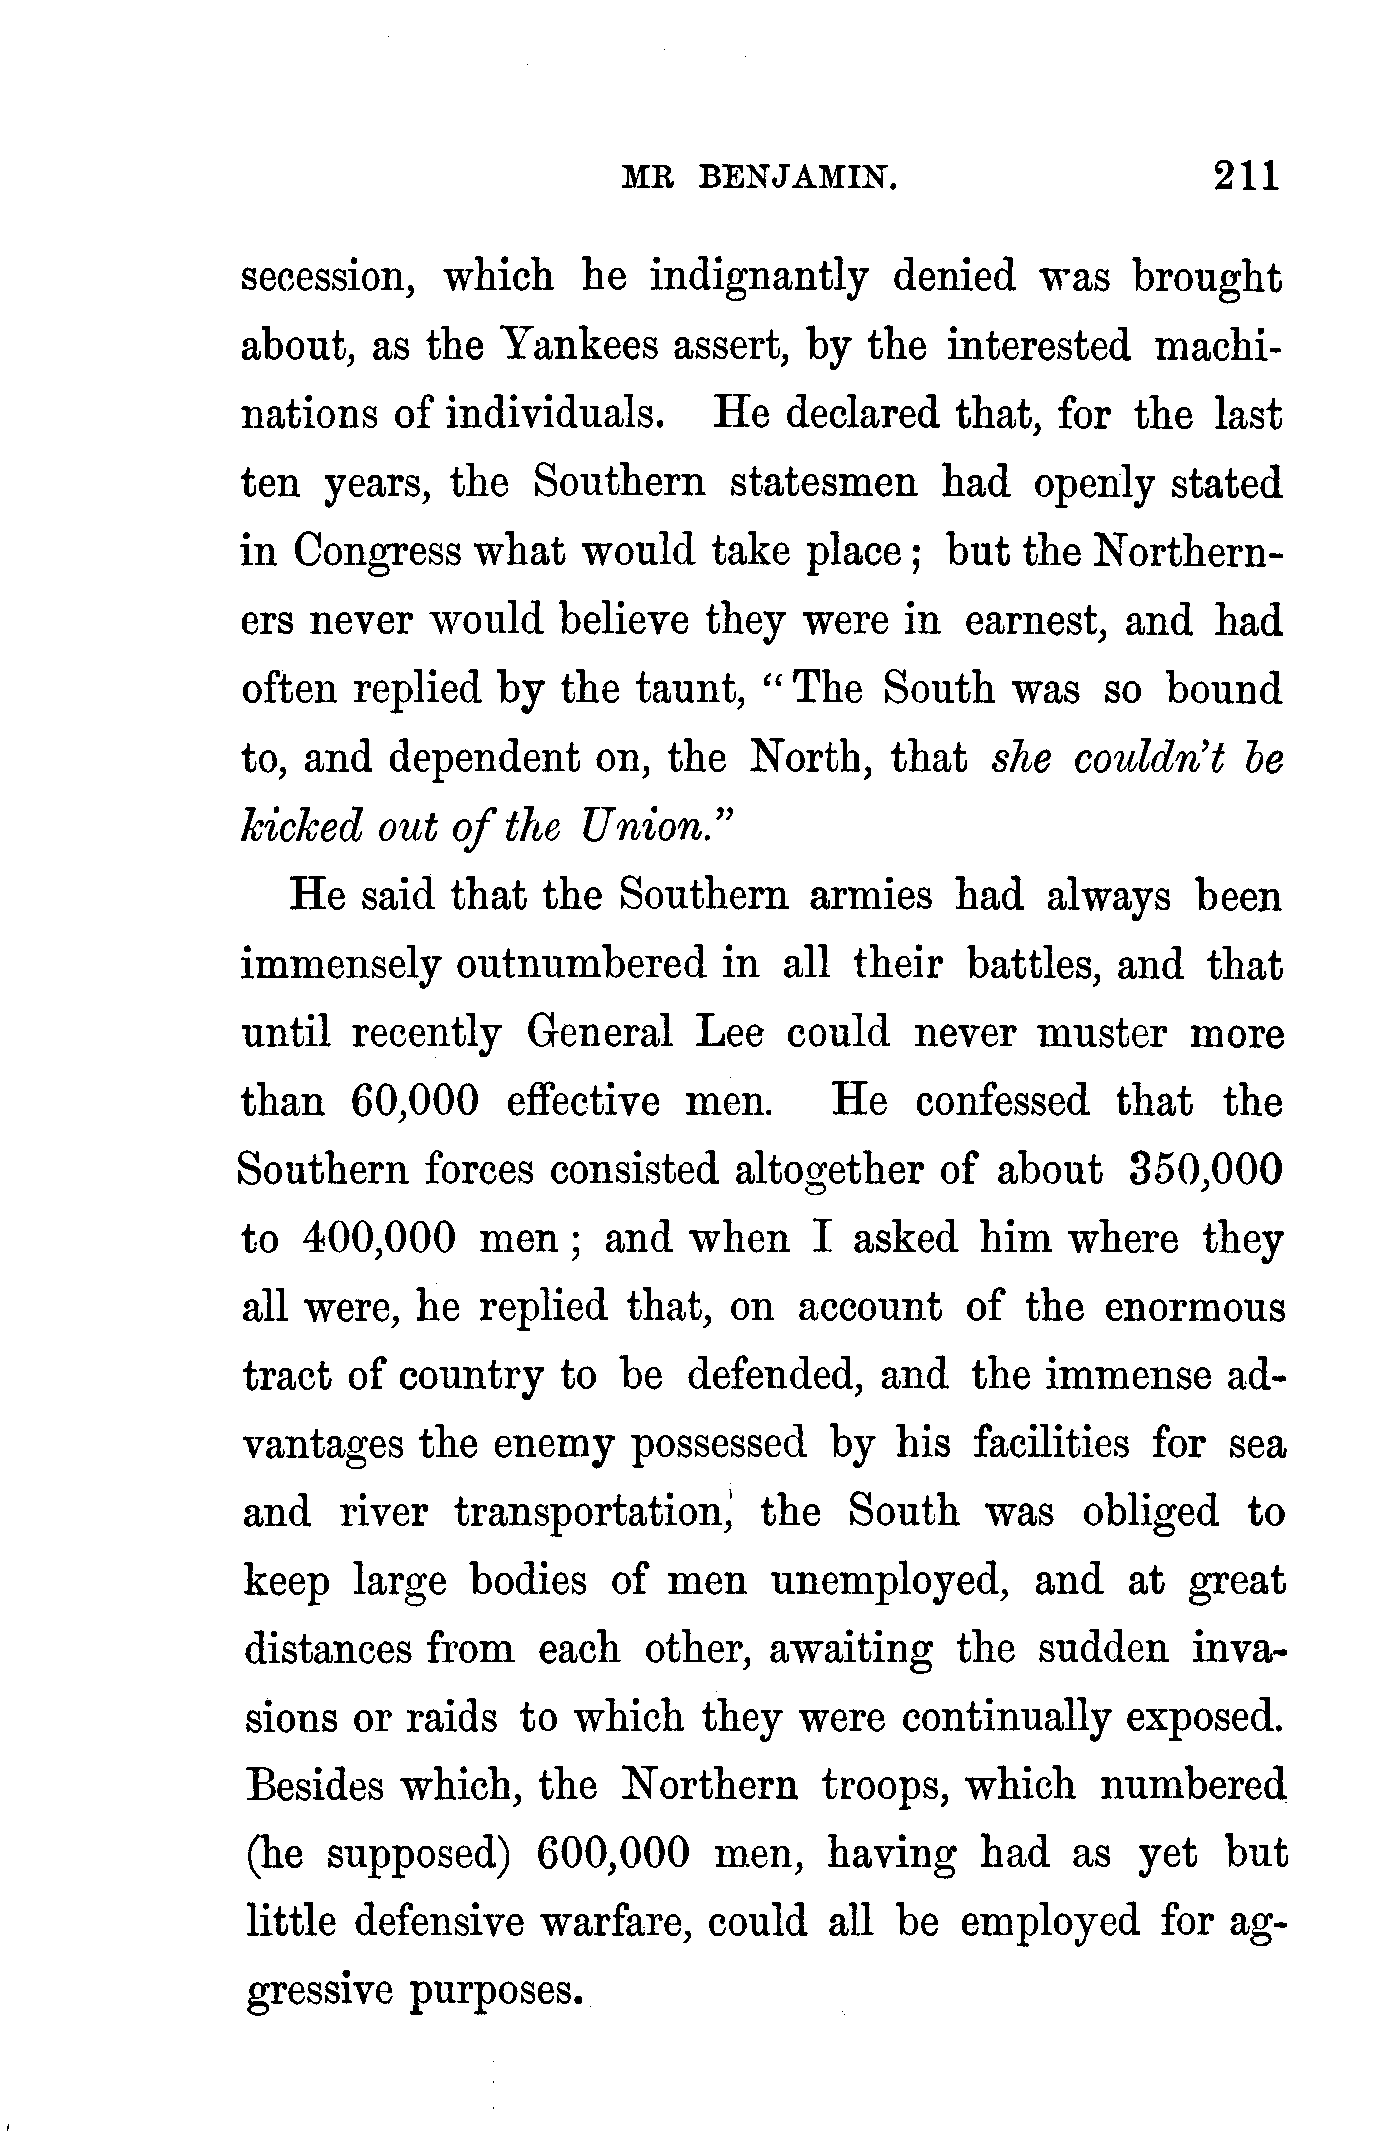 MR BENJAMIN. 211
secession, which he indignantly denied was brought
about, as the Yankees assert, by the interested machi-
nations of individuals. He declared that, for the last
ten years, the Southern statesmen had openly stated
in Congress what would take place; but the Northern-
ers never would believe they were in earnest, and had
often replied by the taunt, “The South was so bound
to, and dependent on, the North, that she couldn’t be
kicked out of the Union.”
He said that the Southern armies had always been
immensely outnumbered in all their battles, and that
until recently General Lee could never muster more
than 60,000 effective men. He confessed that the
Southern forces consisted altogether of about 350,000
to 400,000 men; and when I asked him where they
all were, he replied that, on account of the enormous
tract of country to be defended, and the immense ad-
vantages the enemy possessed by his facilities for sea
and river transportation, the South was obliged to
keep large bodies of men unemployed, and at great
distances from each other, awaiting the sudden inva-
sions or raids to which they were continually exposed.
Besides which, the Northern troops, which numbered
(he supposed) 600,000 men, having had as yet but
little defensive warfare, could all be employed for ag-
gressive purposes.